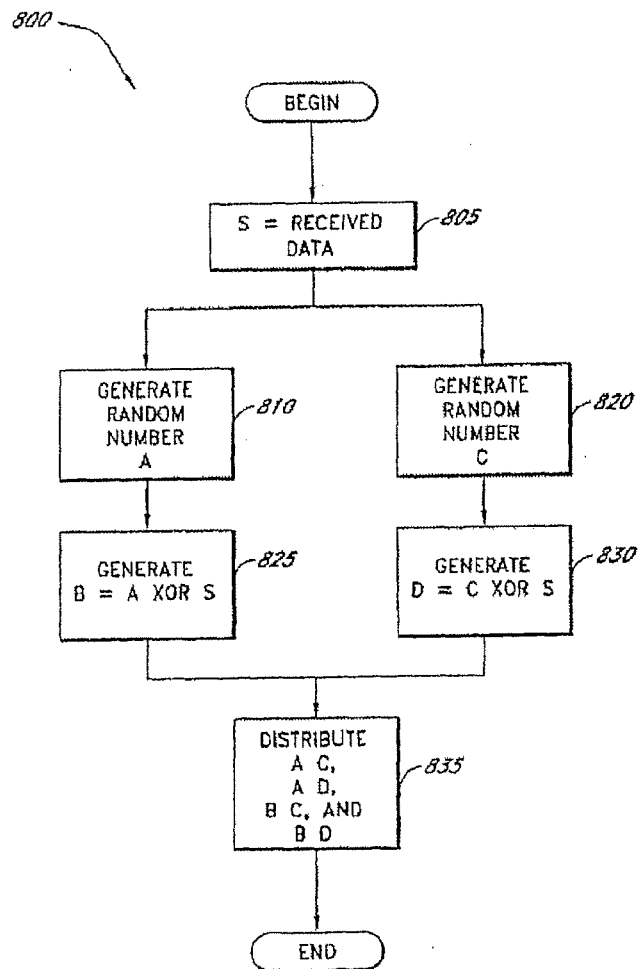 800
BEGIN
S = RECEIVED
DATA
805
GENERATE
RANDOM
NUMBER
A
810
GENERATE
RANDOM
NUMBER
C
820
GENERATE
B = A XOR S
825
GENERATE
D = C XOR S
830
DISTRIBUTE
A C,
A D,
B C, AND
B D
835
END